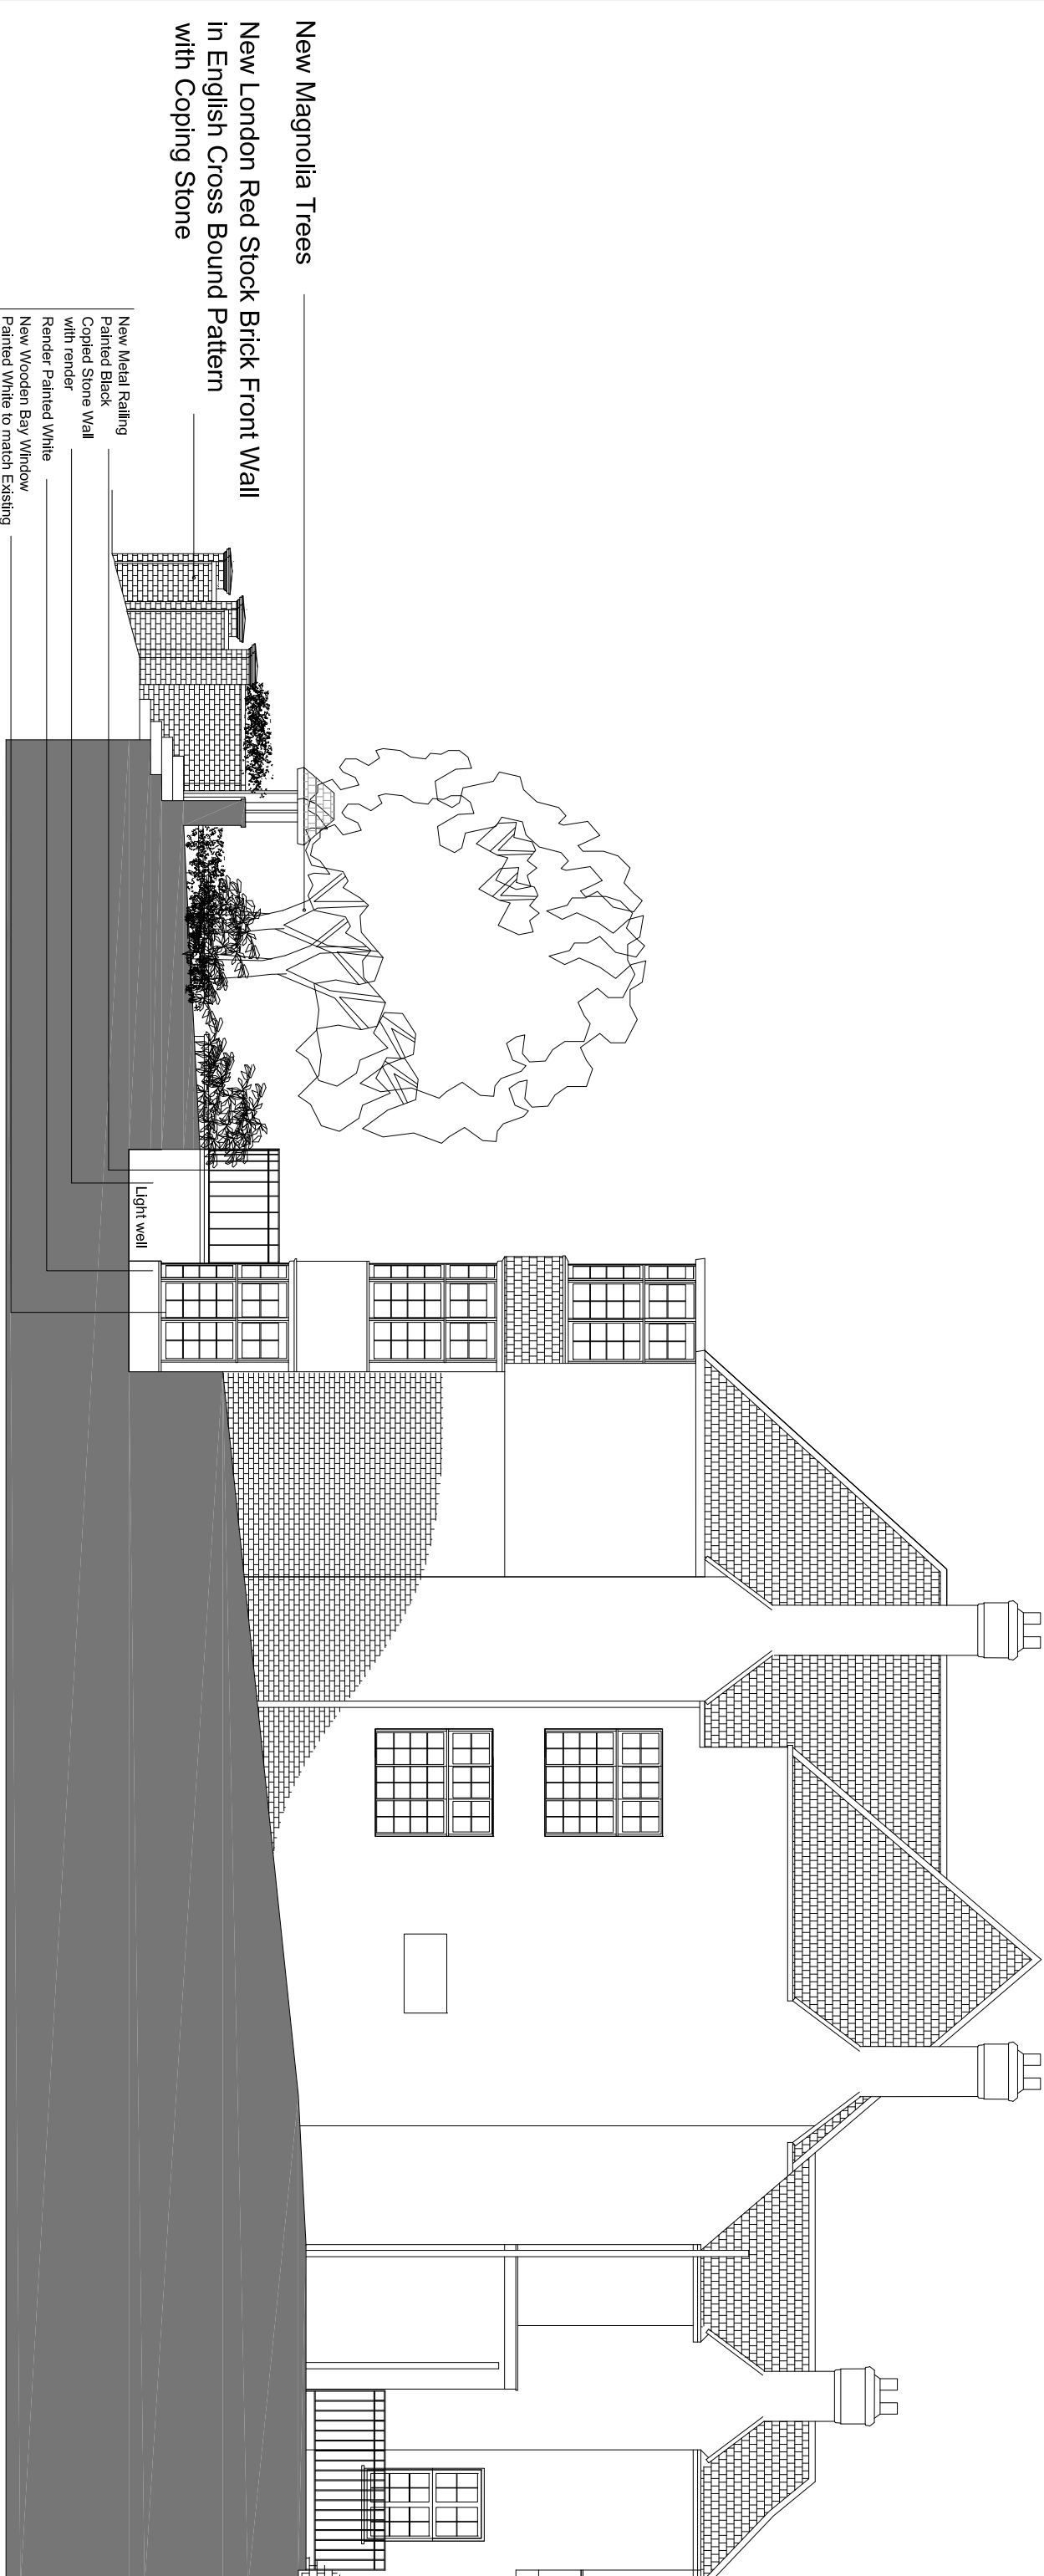 New Magnolia Trees
New London Red Stock Brick Front Wall
in English Cross Bound Pattern
with Coping Stone
New Metal Railing
Painted Black
Copied Stone Wall
with render
Render Painted White
New Wooden Bay Window
Painted White to match Existing
Light well